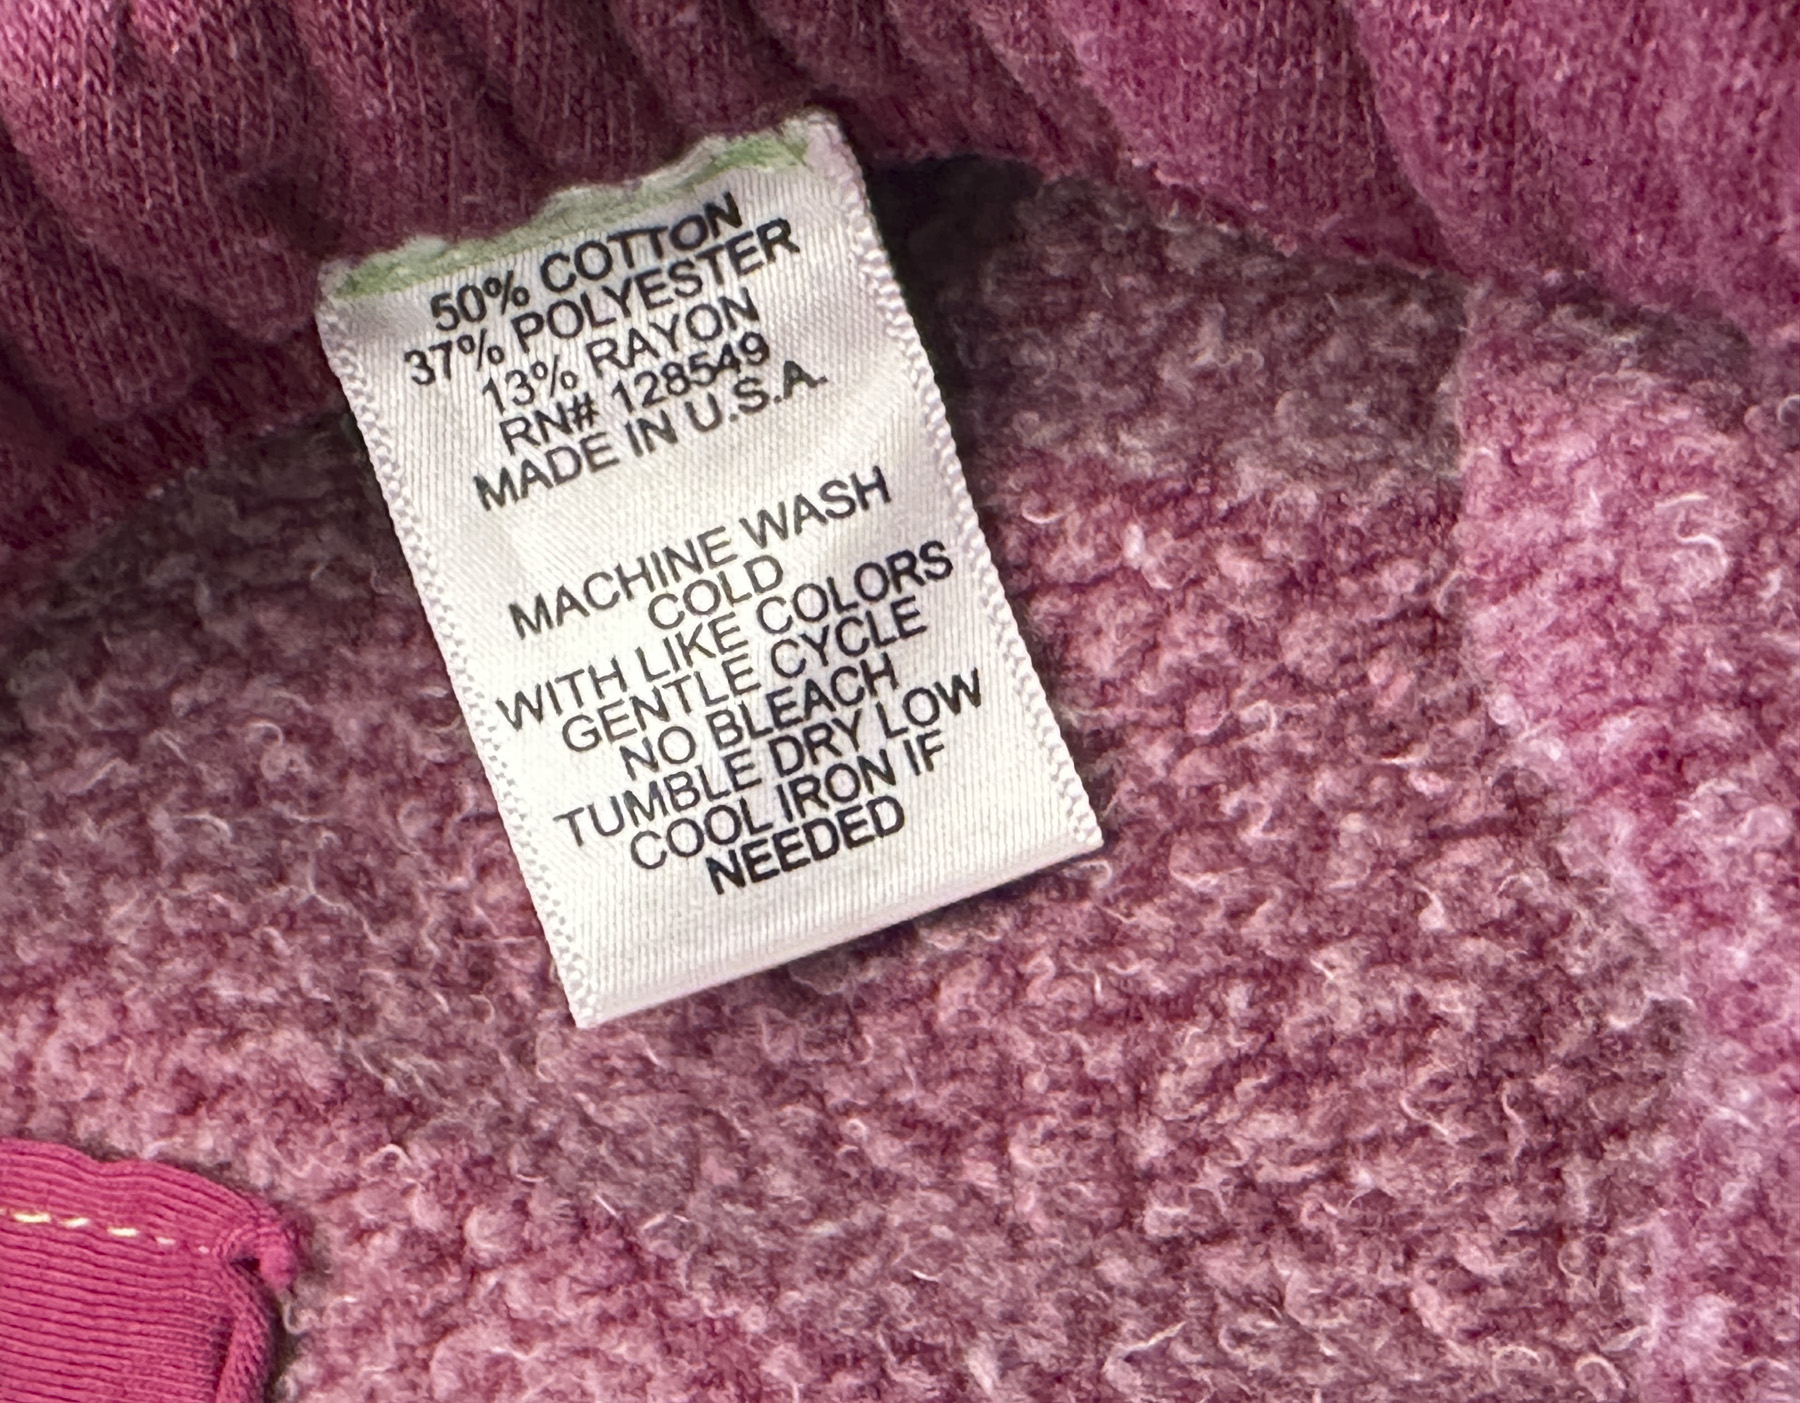 50% COTTON
37% POLYESTER
13% RAYON
RN# 128549
MADE IN U.S.A.
MACHINE WASH
COLD
WITH LIKE COLORS
GENTLE CYCLE
NO BLEACH
TUMBLE DRY LOW
COOL IRON IF
NEEDED